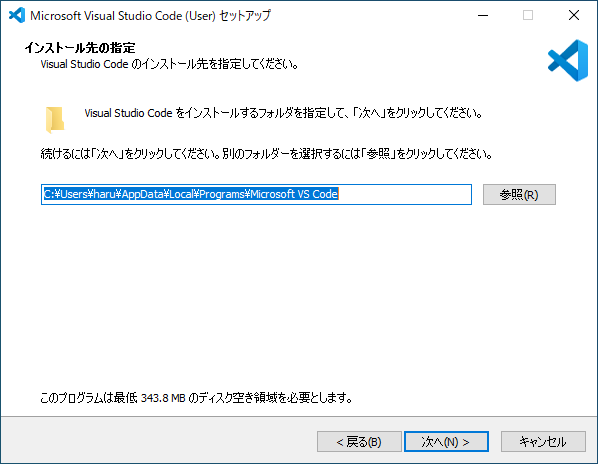 Microsoft Visual Studio Code (User) セットアップ
インストール先の指定
Visual Studio Code のインストール先を指定してください。
Visual Studio Code をインストールするフォルダを指定して、「次へ」をクリックしてください。
続けるには「次へ」をクリックしてください。別のフォルダーを選択するには「参照」をクリックしてください。
C:¥Users¥haru¥AppData¥Local¥Programs¥Microsoft VS Code
参照(R)
このプログラムは最低 343.8 MB のディスク空き領域を必要とします。
< 戻る(B)
次へ(N) >
キャンセル